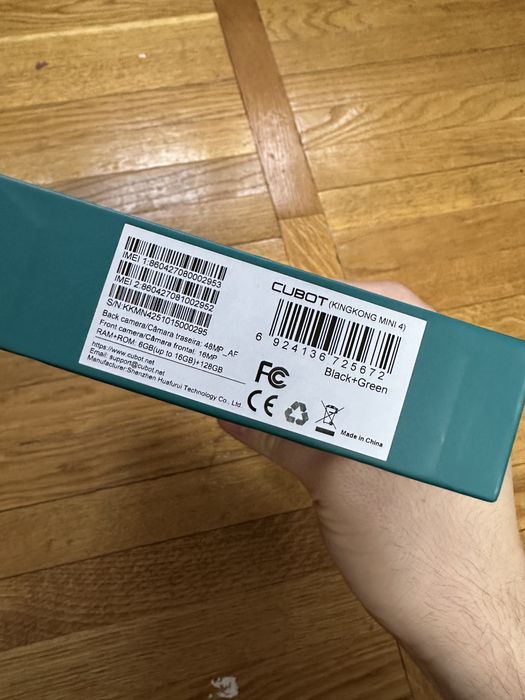 IMEI 1:860427080002953
IMEI 2:860427081002952
S/N:KKMN4251015000295
Back camera/Câmara traseira: 48MP_AF
Front camera/Câmara frontal: 16MP
RAM+ROM: 6GB(up to 16GB)+128GB
https://www.cubot.net
Email: support@cubot.net
Manufacturer:Shenzhen Huafurui Technology Co., Ltd.
CUBOT (KINGKONG MINI 4)
6 924136 725672
Black+Green
FC
CE
Made in China